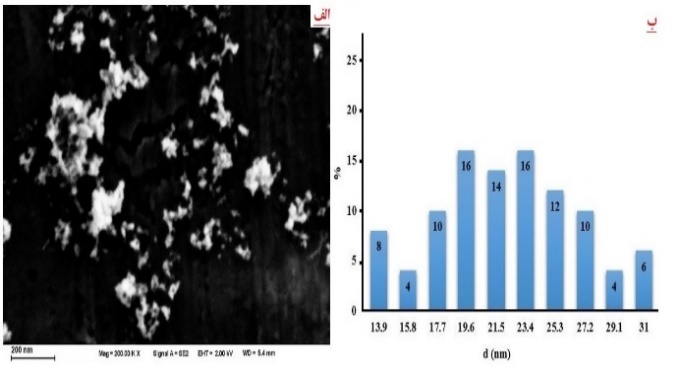 الف
200 nm
Mag = 200.00 K X Signal A = SE2 EHT = 2.00 kV WD = 5.4 mm
ب
%
25
20
15
10
5
0
8
4
10
16
14
16
12
10
4
6
13.9 15.8 17.7 19.6 21.5 23.4 25.3 27.2 29.1 31
d (nm)